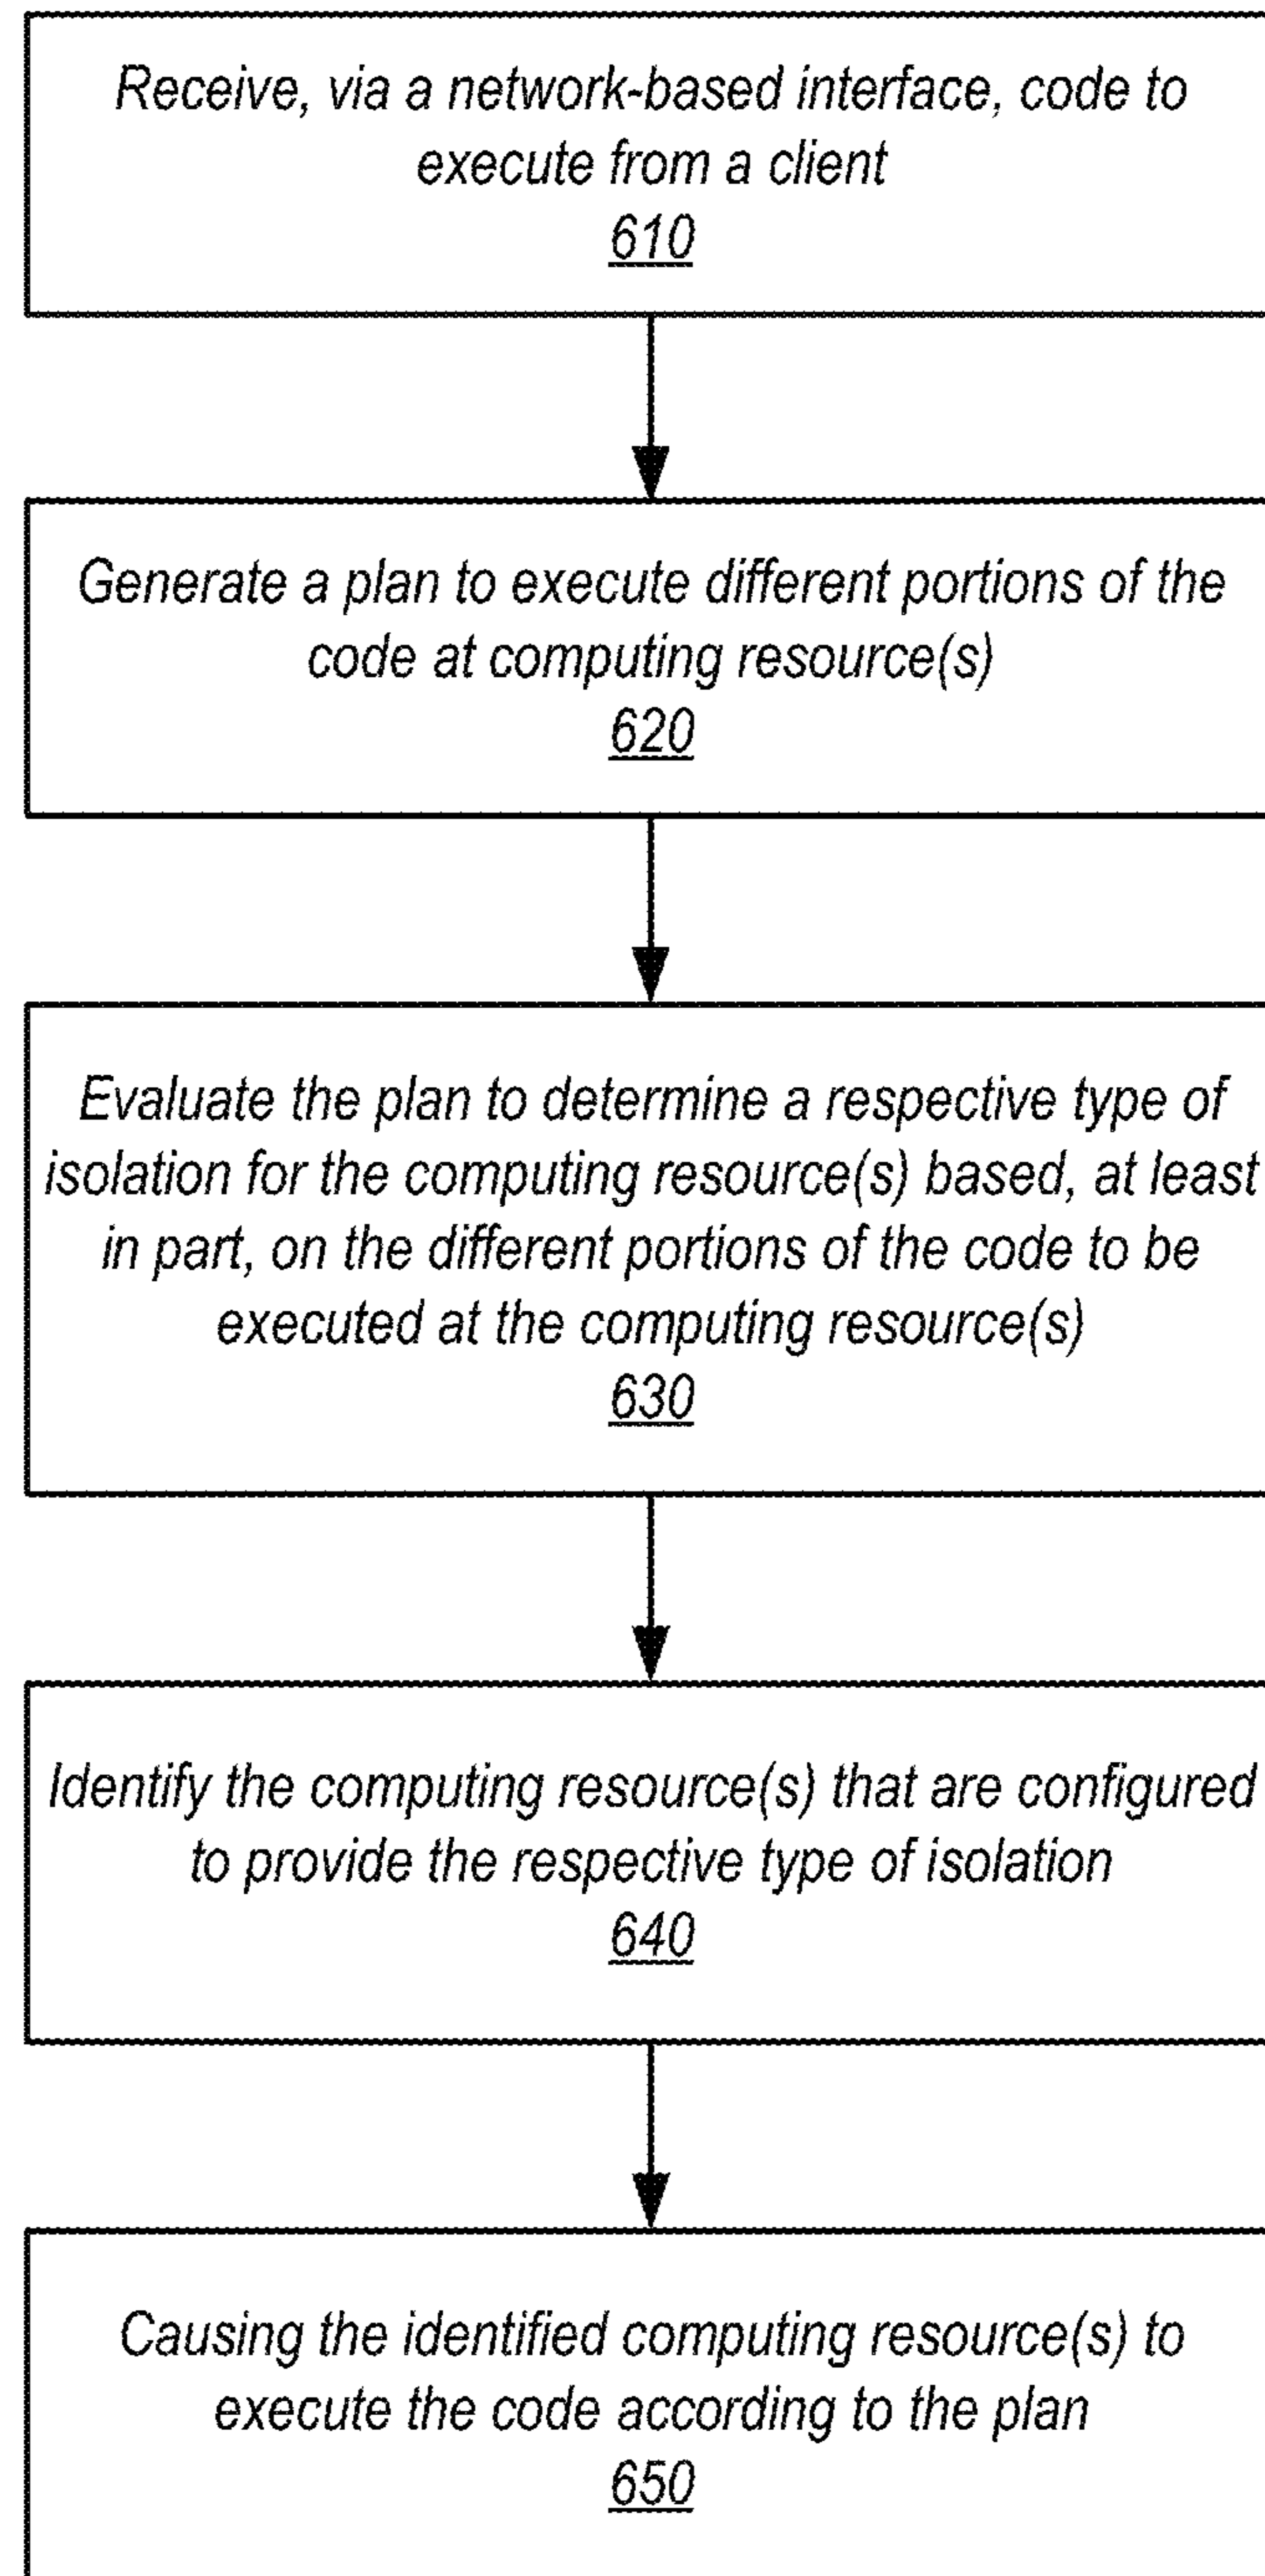 Receive, via a network-based interface, code to
execute from a client
610
Generate a plan to execute different portions of the
code at computing resource(s)
620
Evaluate the plan to determine a respective type of
isolation for the computing resource(s) based, at least
in part, on the different portions of the code to be
executed at the computing resource(s)
630
Identify the computing resource(s) that are configured
to provide the respective type of isolation
640
Causing the identified computing resource(s) to
execute the code according to the plan
650